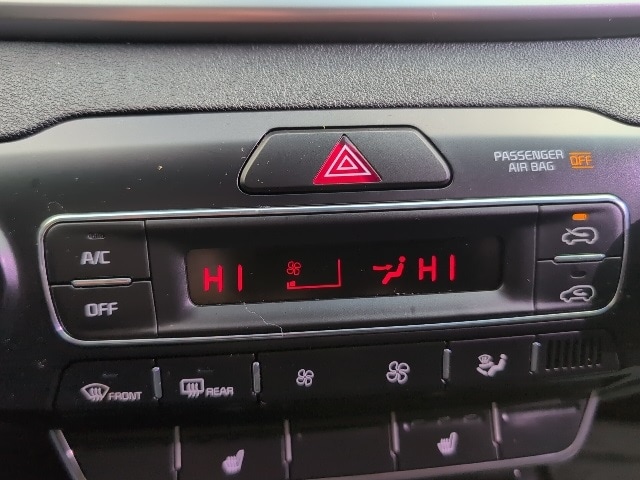 PASSENGER OFF
AIR BAG
A/C
OFF
HI HI
FRONT
REAR